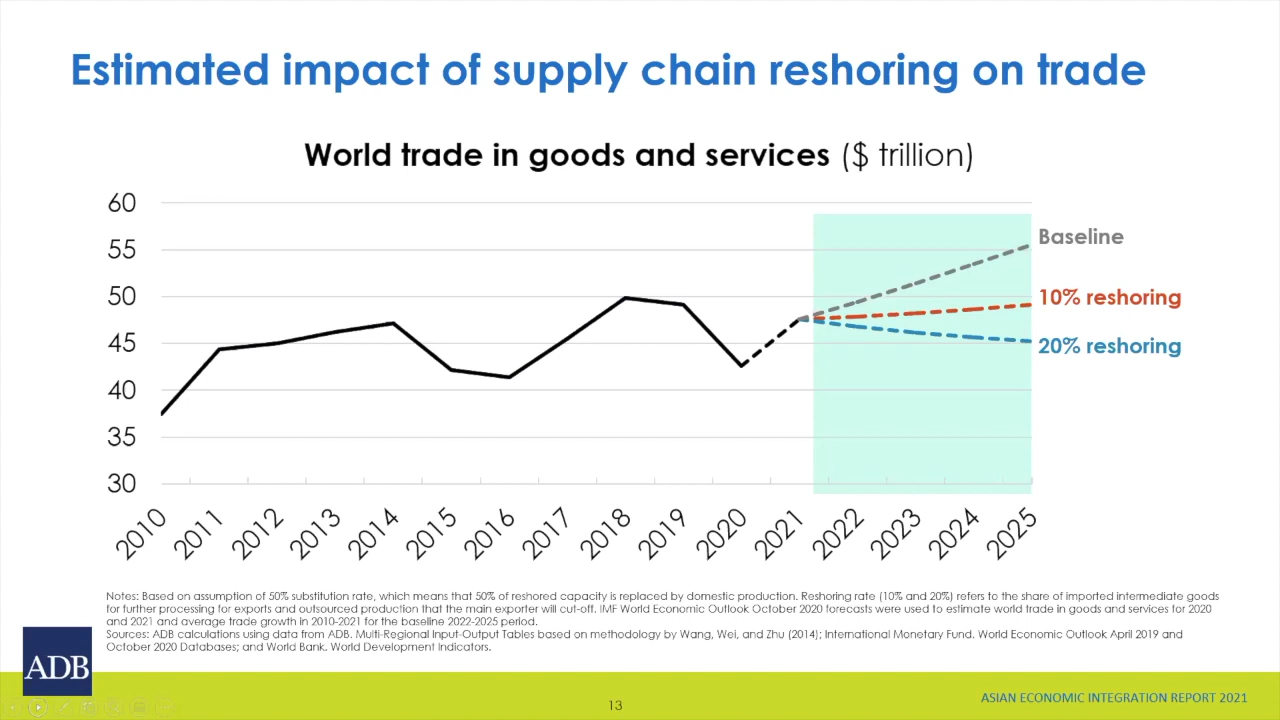 Estimated impact of supply chain reshoring on trade
World trade in goods and services ($ trillion)
60
55
50
45
40
35
30
Baseline
10% reshoring
20% reshoring
2010
2011
2012
2013
2014
2015
2016
2017
2018
2019
2020
2021
2022
2023
2024
2025
Notes: Based on assumption of 50% substitution rate, which means that 50% of reshored capacity is replaced by domestic production. Reshoring rate (10% and 20%) refers to the share of imported intermediate goods
for further processing for exports and outsourced production that the main exporter will cut-off. IMF World Economic Outlook October 2020 forecasts were used to estimate world trade in goods and services for 2020
and 2021 and average trade growth in 2010-2021 for the baseline 2022-2025 period.
Sources: ADB calculations using data from ADB. Multi-Regional Input-Output Tables based on methodology by Wang, Wei, and Zhu (2014); International Monetary Fund. World Economic Outlook April 2019 and
October 2020 Databases; and World Bank. World Development Indicators.
ADB
13
ASIAN ECONOMIC INTEGRATION REPORT 2021